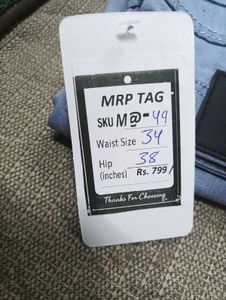 MRP TAG
SKU M@-49
Waist Size 34
Hip 38
(inches) Rs. 799/
Thanks For Choosing